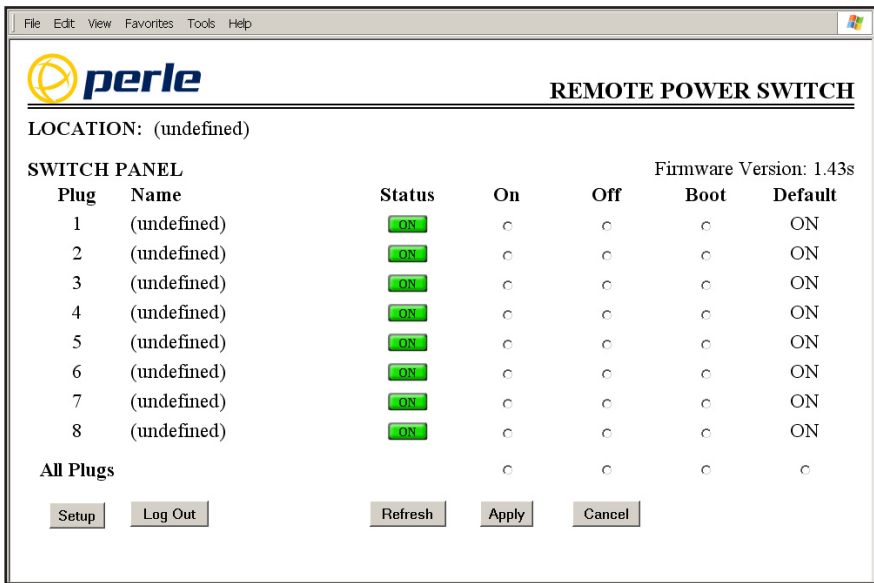 File Edit View Favorites Tools Help
perle
REMOTE POWER SWITCH
LOCATION: (undefined)
SWITCH PANEL Firmware Version: 1.43s
Plug Name Status On Off Boot Default
1 (undefined) ON ON
2 (undefined) ON ON
3 (undefined) ON ON
4 (undefined) ON ON
5 (undefined) ON ON
6 (undefined) ON ON
7 (undefined) ON ON
8 (undefined) ON ON
All Plugs
Setup Log Out Refresh Apply Cancel